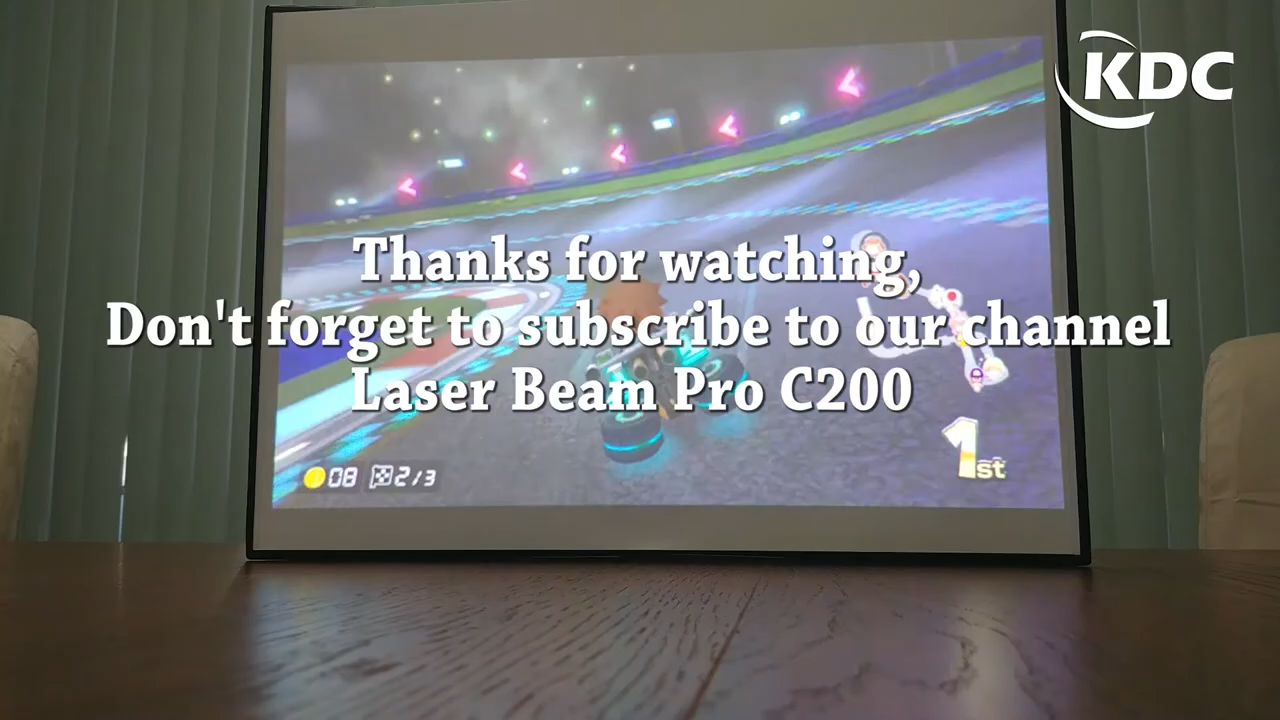 KDC
Thanks for watching,
Don't forget to subscribe to our channel
Laser Beam Pro C200
08 2/3
1st